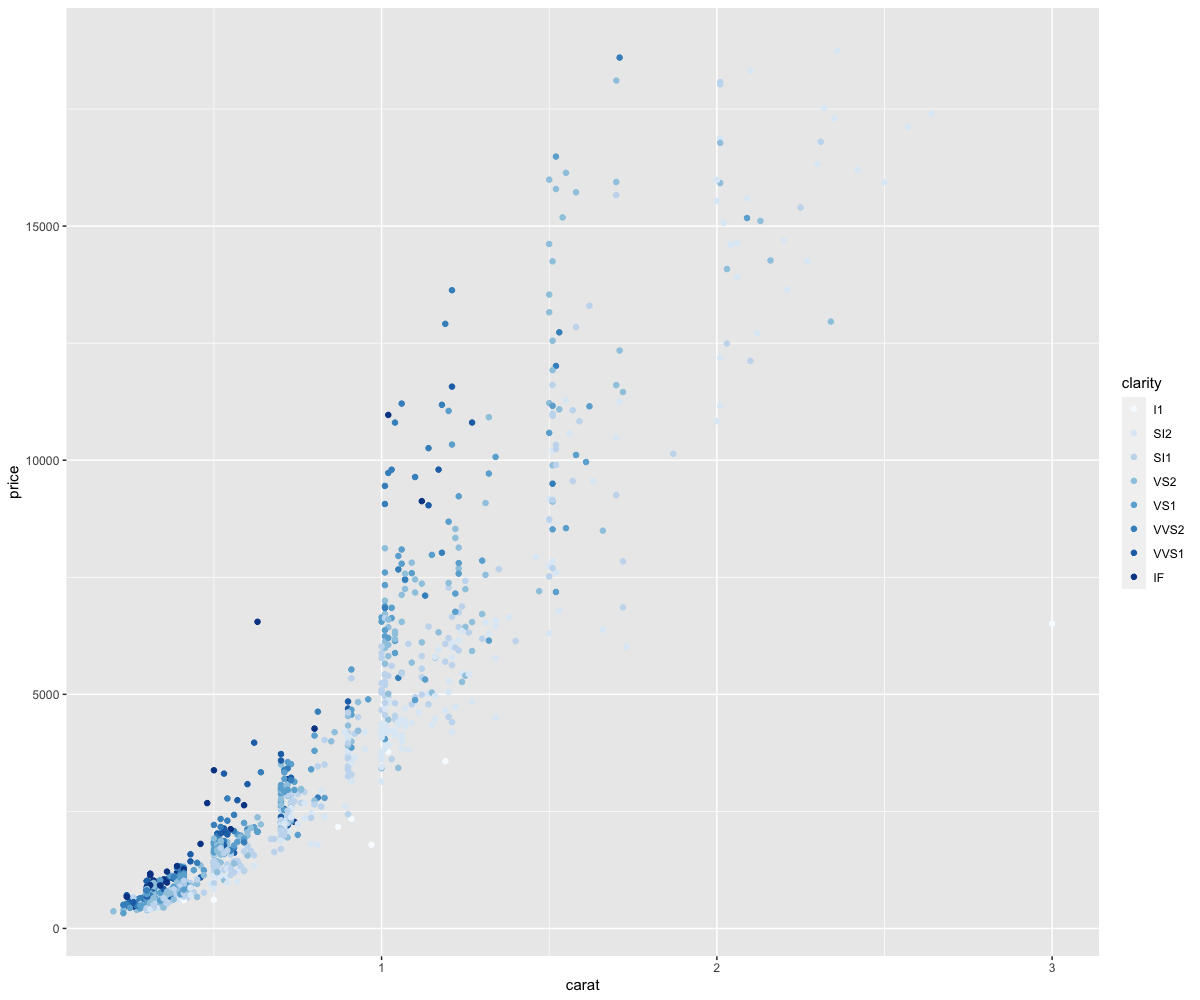 15000
10000
5000
0
price
1
2
3
carat
clarity
I1
SI2
SI1
VS2
VS1
VVS2
VVS1
IF